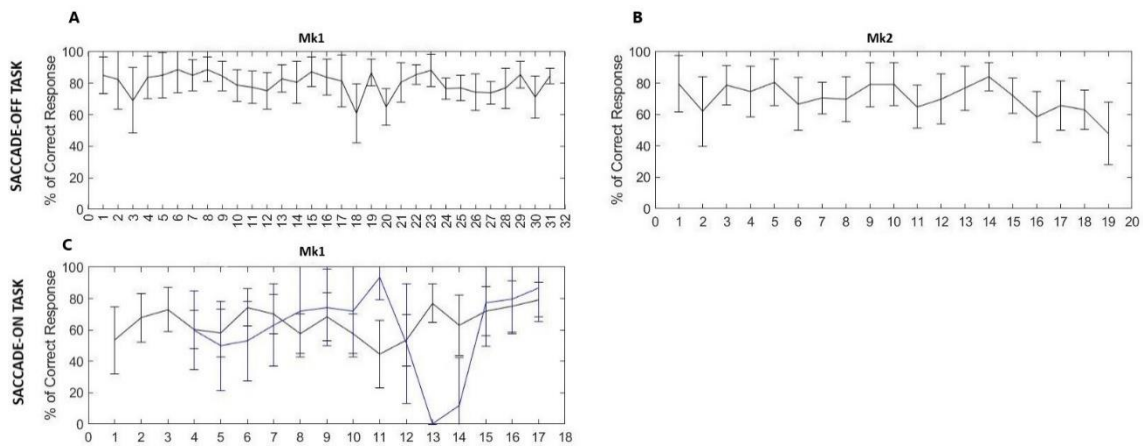 A
Mk1
SACCADE-OFF TASK
% of Correct Response
100
80
60
40
20
0
0 1 2 3 4 5 6 7 8 9 10 11 12 13 14 15 16 17 18 19 20 21 22 23 24 25 26 27 28 29 30 31 32
B
Mk2
% of Correct Response
100
80
60
40
20
0
0 1 2 3 4 5 6 7 8 9 10 11 12 13 14 15 16 17 18 19 20
C
Mk1
SACCADE-ON TASK
% of Correct Response
100
80
60
40
20
0
0 1 2 3 4 5 6 7 8 9 10 11 12 13 14 15 16 17 18